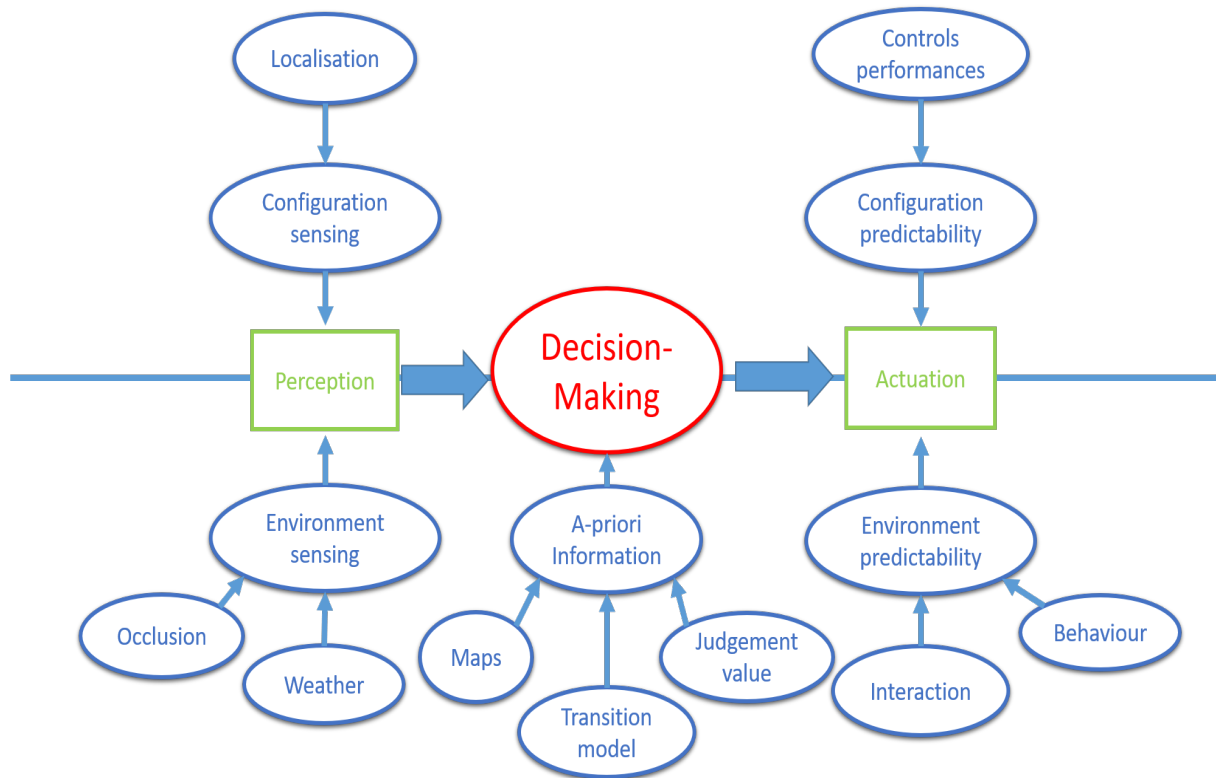 Localisation
Controls
performances
Configuration
sensing
Configuration
predictability
Perception
Decision-
Making
Actuation
Environment
sensing
A-priori
Information
Environment
predictability
Occlusion
Weather
Maps
Transition
model
Judgement
value
Interaction
Behaviour